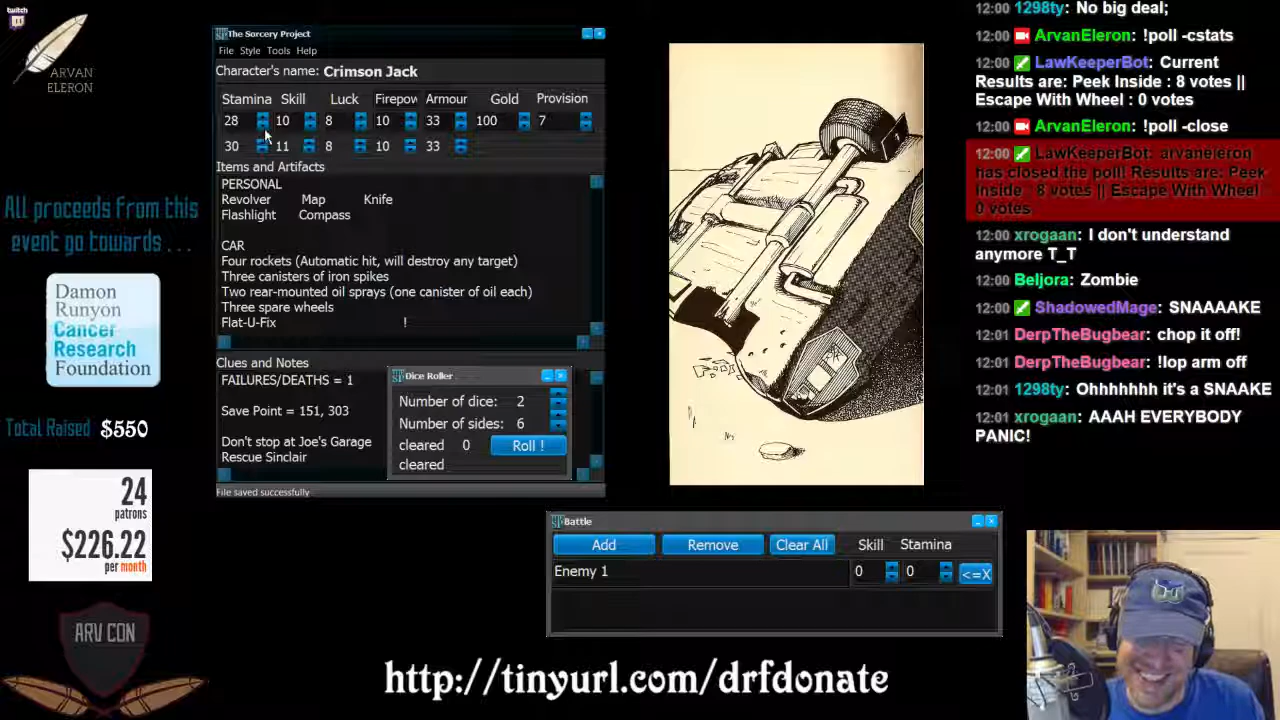 twitch
ARVAN
ELERON
All proceeds from this
event go towards . . .
Damon
Runyon
Cancer
Research
Foundation
Total Raised $550
24
patrons
$226.22
per month
ARV CON
The Sorcery Project
File Style Tools Help
Character's name: Crimson Jack
Stamina Skill Luck Firepow Armour Gold Provision
28 10 8 10 33 100 7
30 11 8 10 33
Items and Artifacts
PERSONAL
Revolver Map Knife
Flashlight Compass
CAR
Four rockets (Automatic hit, will destroy any target)
Three canisters of iron spikes
Two rear-mounted oil sprays (one canister of oil each)
Three spare wheels
Flat-U-Fix !
Clues and Notes
FAILURES/DEATHS = 1
Save Point = 151, 303
Don't stop at Joe's Garage
Rescue Sinclair
File saved successfully
Dice Roller
Number of dice: 2
Number of sides: 6
cleared 0 Roll !
cleared
Battle
Add Remove Clear All Skill Stamina
Enemy 1 0 0 <=X
http://tinyurl.com/drfdonate
12:00 1298ty: No big deal;
12:00 ArvanEleron: !poll -cstats
12:00 LawKeeperBot: Current
Results are: Peek Inside : 8 votes ||
Escape With Wheel : 0 votes
12:00 ArvanEleron: !poll -close
12:00 LawKeeperBot: arvaneleron
has closed the poll! Results are: Peek
Inside : 8 votes || Escape With Wheel :
0 votes
12:00 xrogaan: I don't understand
anymore T_T
12:00 Beljora: Zombie
12:00 ShadowedMage: SNAAAAKE
12:01 DerpTheBugbear: chop it off!
12:01 DerpTheBugbear: !lop arm off
12:01 1298ty: Ohhhhhhh it's a SNAAKE
12:01 xrogaan: AAAH EVERYBODY
PANIC!